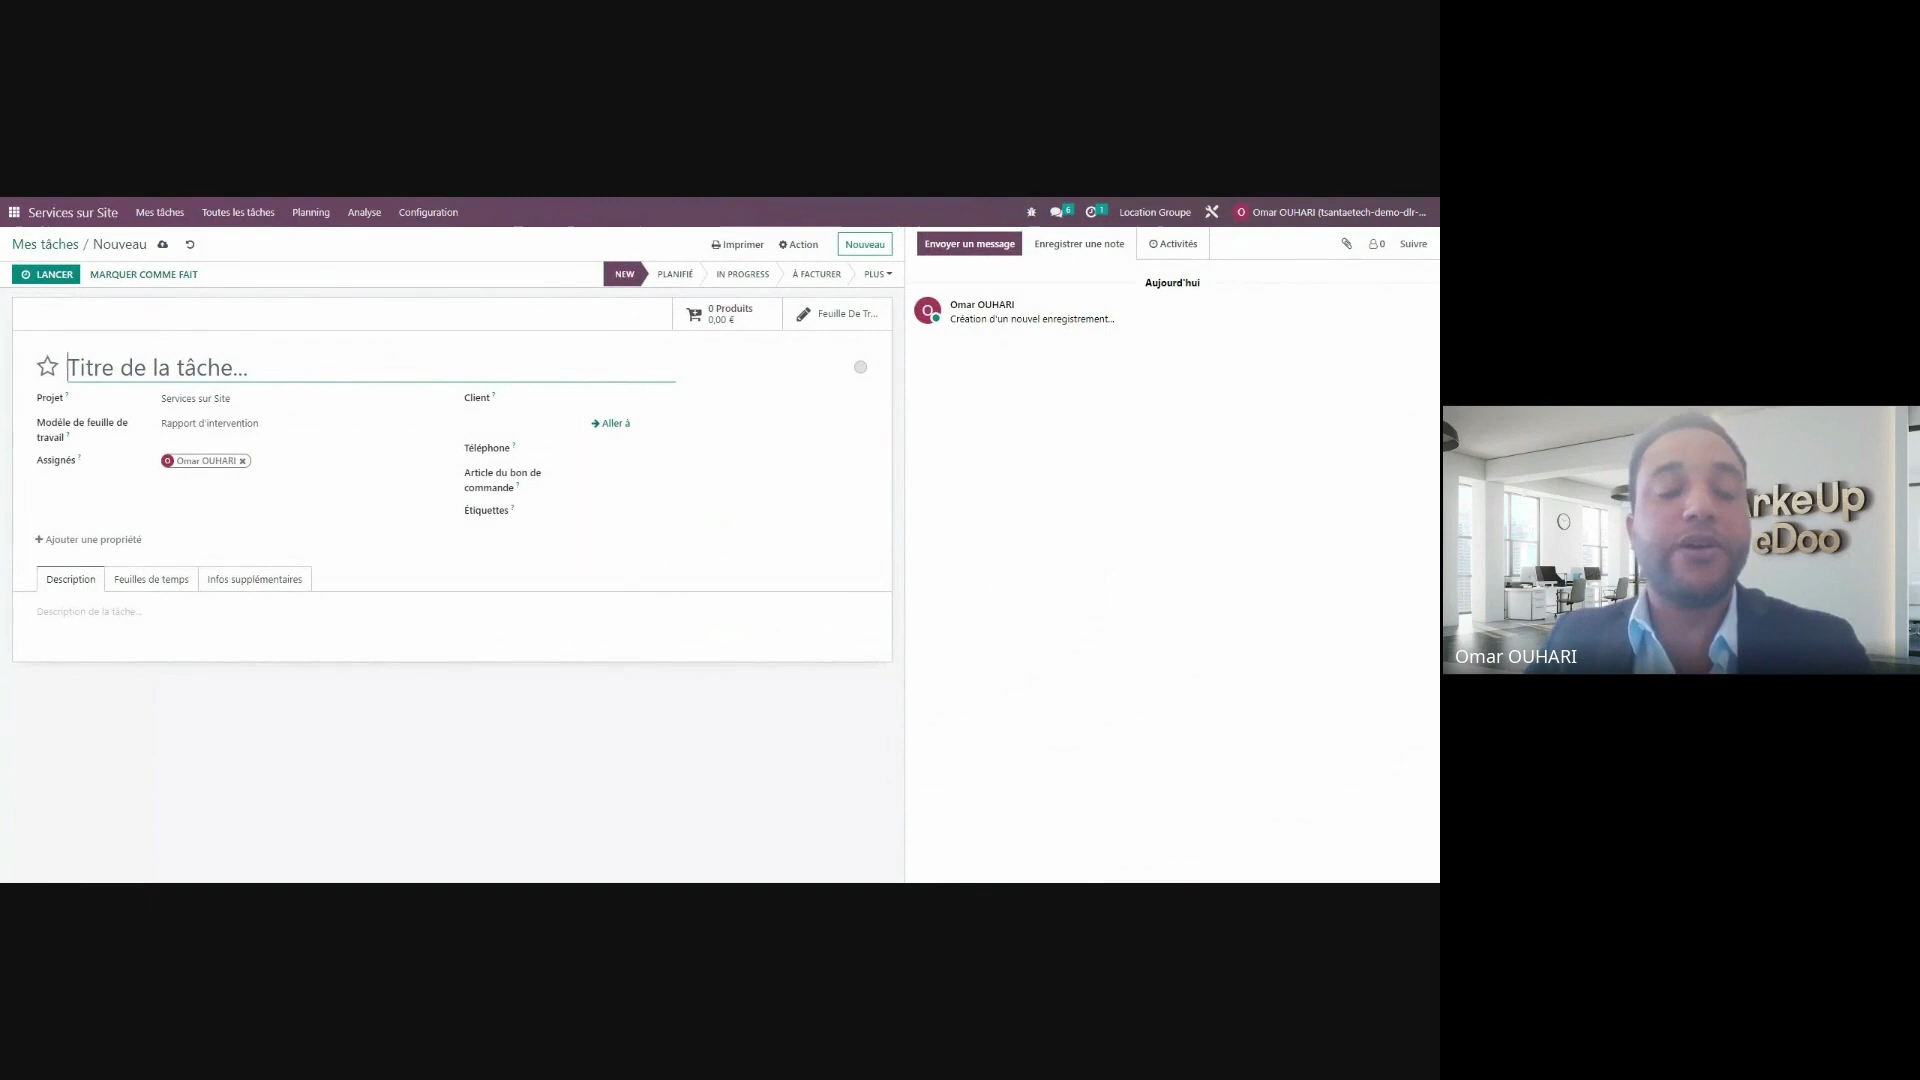 Services sur Site Mes tâches Toutes les tâches Planning Analyse Configuration 6 1 Location Groupe O Omar OUHARI (tsantaetech-demo-dlr-...
Mes tâches / Nouveau Imprimer Action Nouveau Envoyer un message Enregistrer une note Activités 0 Suivre
LANCER MARQUER COMME FAIT NEW PLANIFIÉ IN PROGRESS À FACTURER PLUS
Aujourd'hui
0 Produits
0,00 €
Feuille De Tr...
O Omar OUHARI
Création d'un nouvel enregistrement...
Titre de la tâche...
Projet ? Services sur Site
Client ?
Modèle de feuille de
travail ?
Rapport d'intervention
Aller à
Téléphone ?
Assignés ? O Omar OUHARI
Article du bon de
commande ?
Étiquettes ?
Ajouter une propriété
Description Feuilles de temps Infos supplémentaires
Description de la tâche...
rkeUp
eDoo
Omar OUHARI